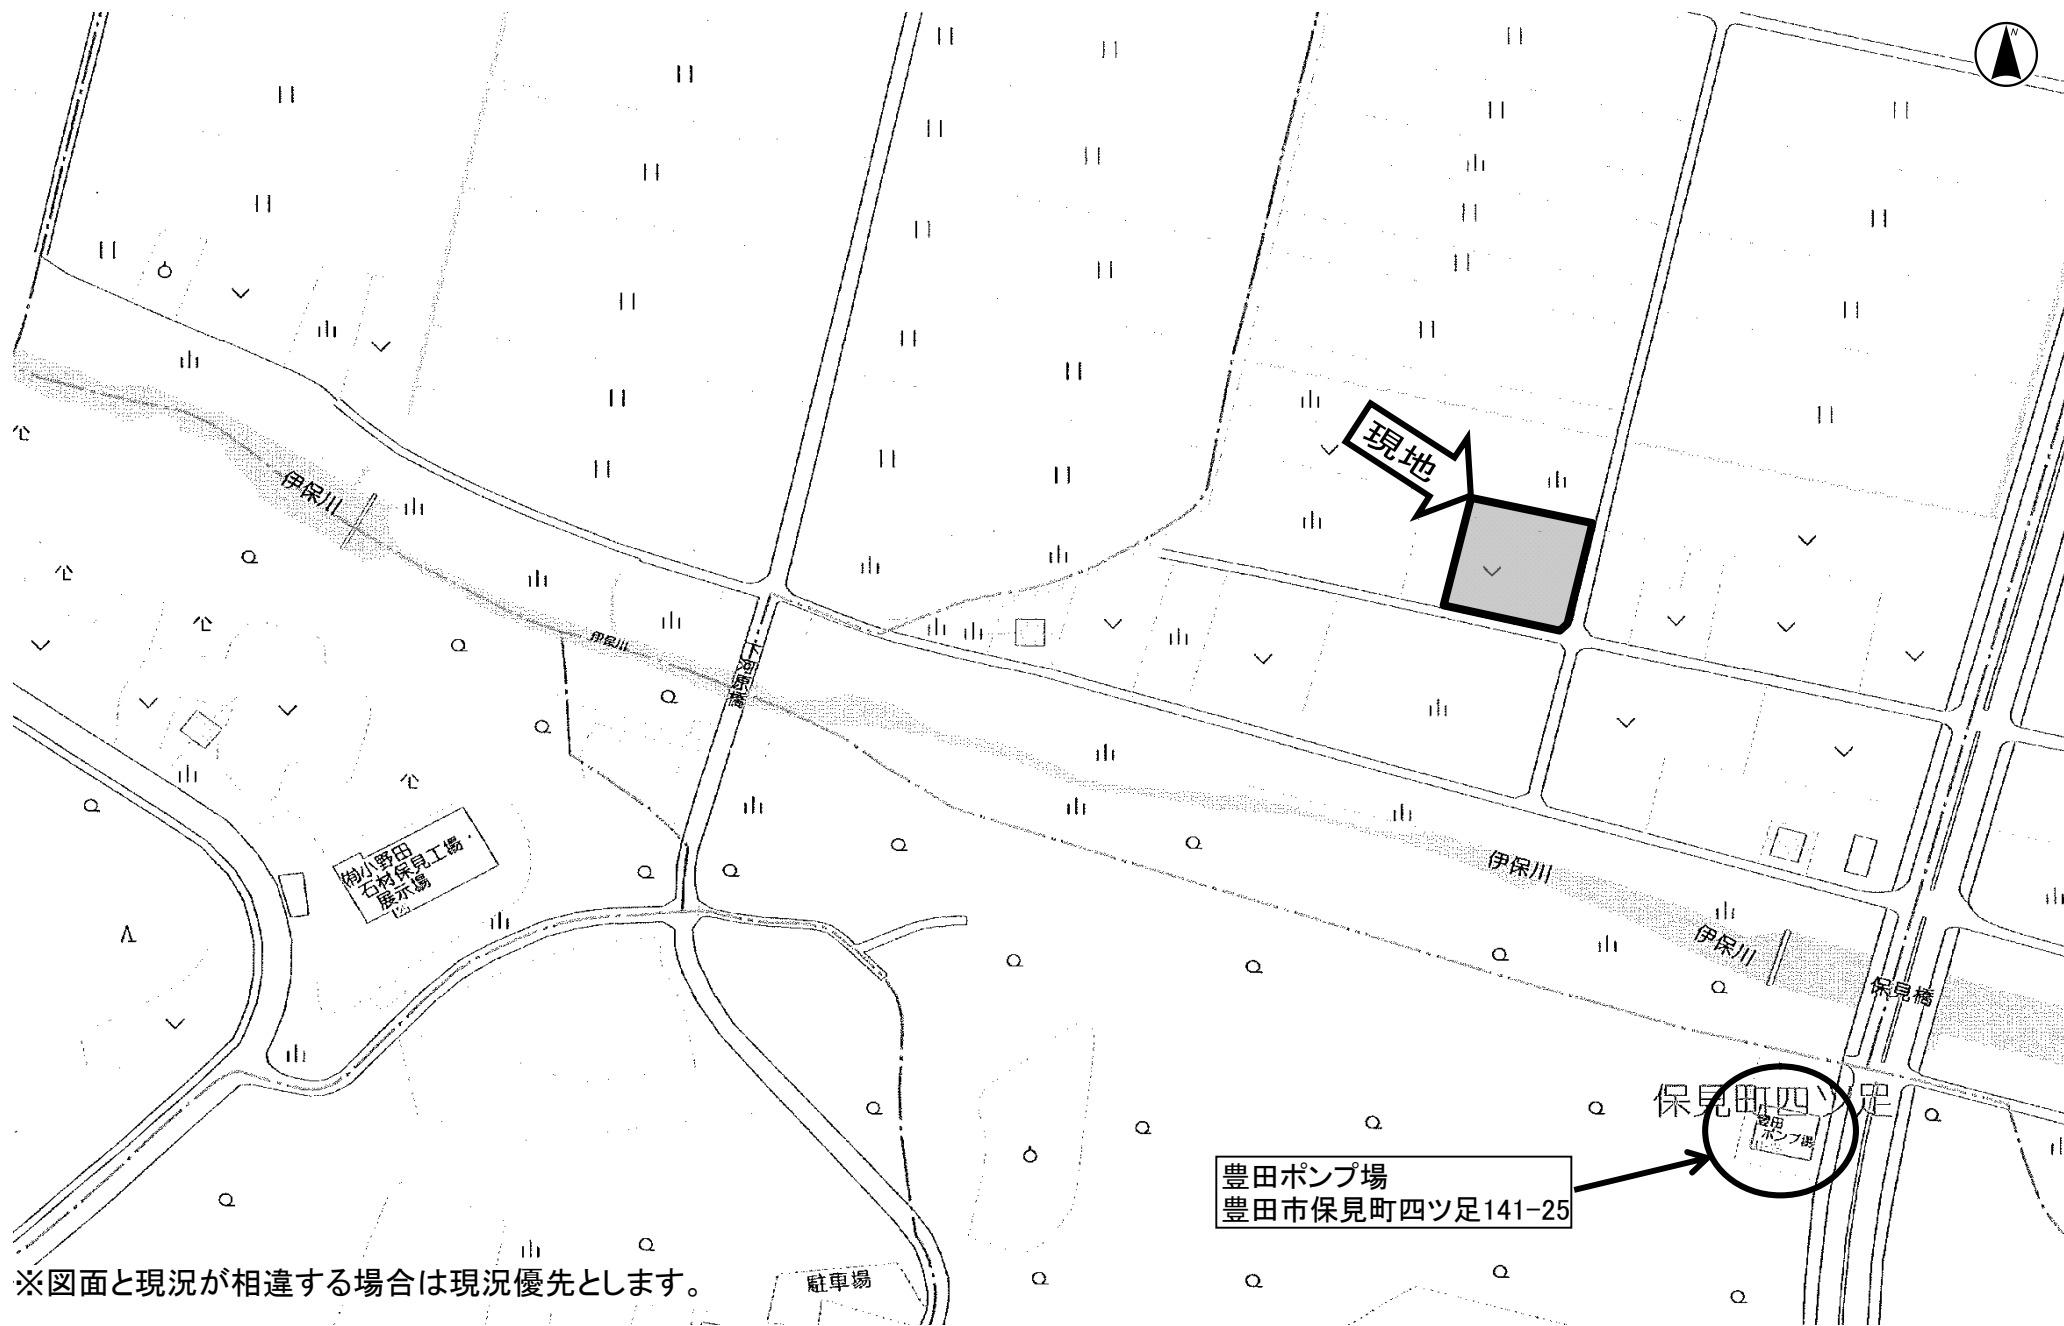 N
現地
伊保川
伊保川
下河原橋
㈲小野田
石材保見工場・
展示場
伊保川
伊保川
保見橋
保見町四ツ足
豊田
ポンプ場
豊田ポンプ場
豊田市保見町四ツ足141-25
駐車場
※図面と現況が相違する場合は現況優先とします。